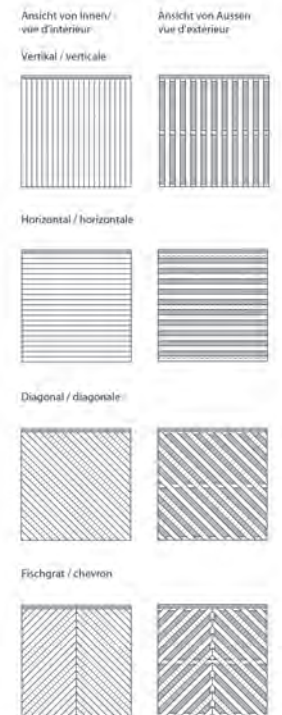 Ansicht von Innen/
vue d'intérieur
Ansicht von Aussen
vue d'extérieur
Vertikal / verticale
Horizontal / horizontale
Diagonal / diagonale
Fischgrat / chevron